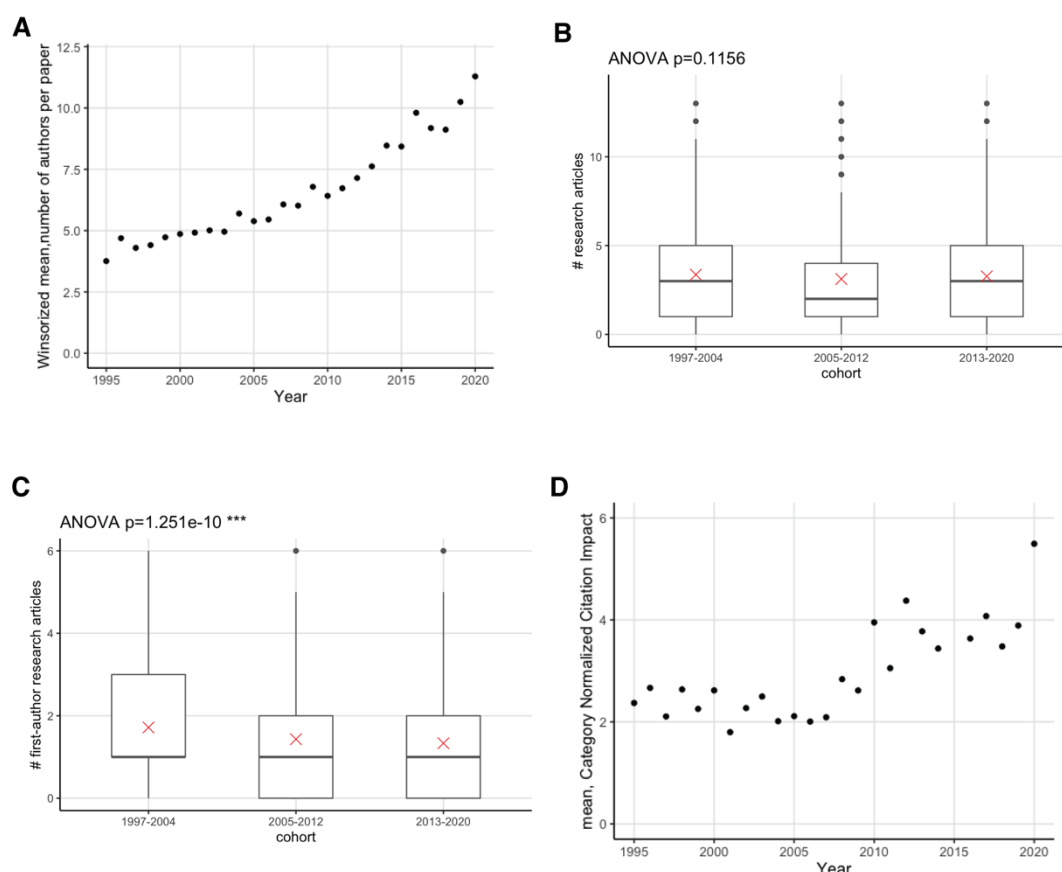 A
Winsorized mean,number of authors per paper
12.5
10.0
7.5
5.0
2.5
0.0
1995 2000 2005 2010 2015 2020
Year
B
ANOVA p=0.1156
# research articles
10
5
0
1997-2004 2005-2012 2013-2020
cohort
C
ANOVA p=1.251e-10 ***
# first-author research articles
6
4
2
0
1997-2004 2005-2012 2013-2020
cohort
D
mean, Category Normalized Citation Impact
6
4
2
0
1995 2000 2005 2010 2015 2020
Year